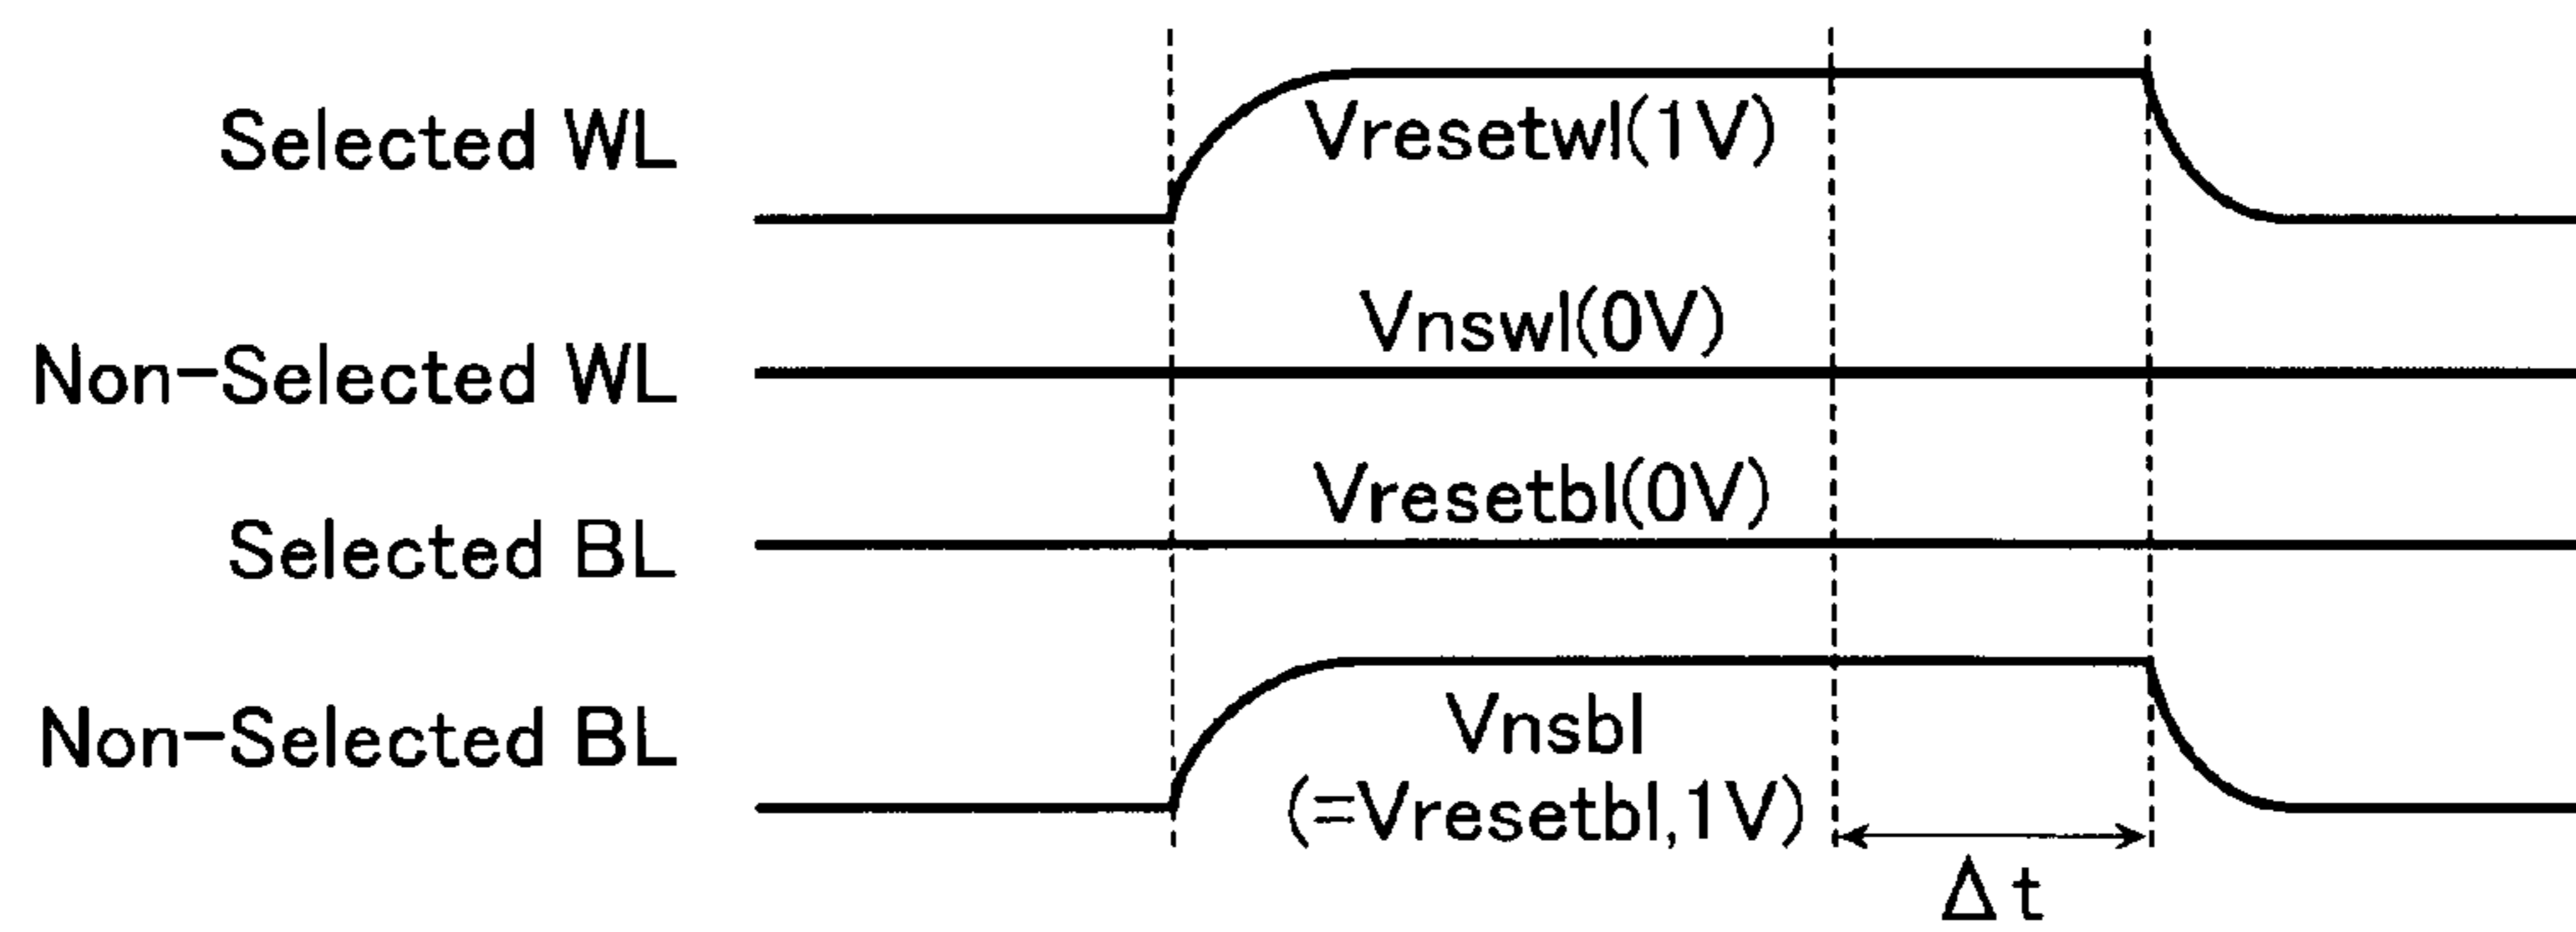 Selected WL
Vresetwl(1V)
Vnswl(0V)
Non-Selected WL
Vresetbl(0V)
Selected BL
Non-Selected BL
Vnsbl
(=Vresetbl,1V)
Δt